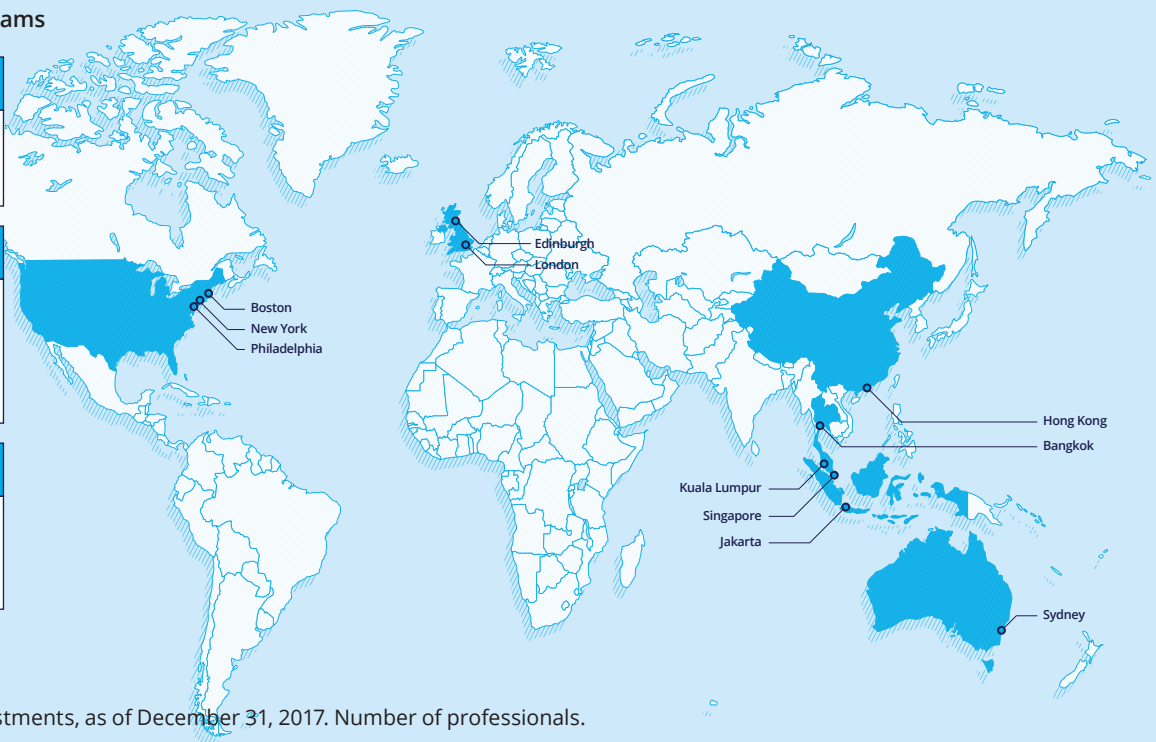 ams
Edinburgh
London
Boston
New York
Philadelphia
Hong Kong
Bangkok
Kuala Lumpur
Singapore
Jakarta
Sydney
stments, as of December 31, 2017. Number of professionals.